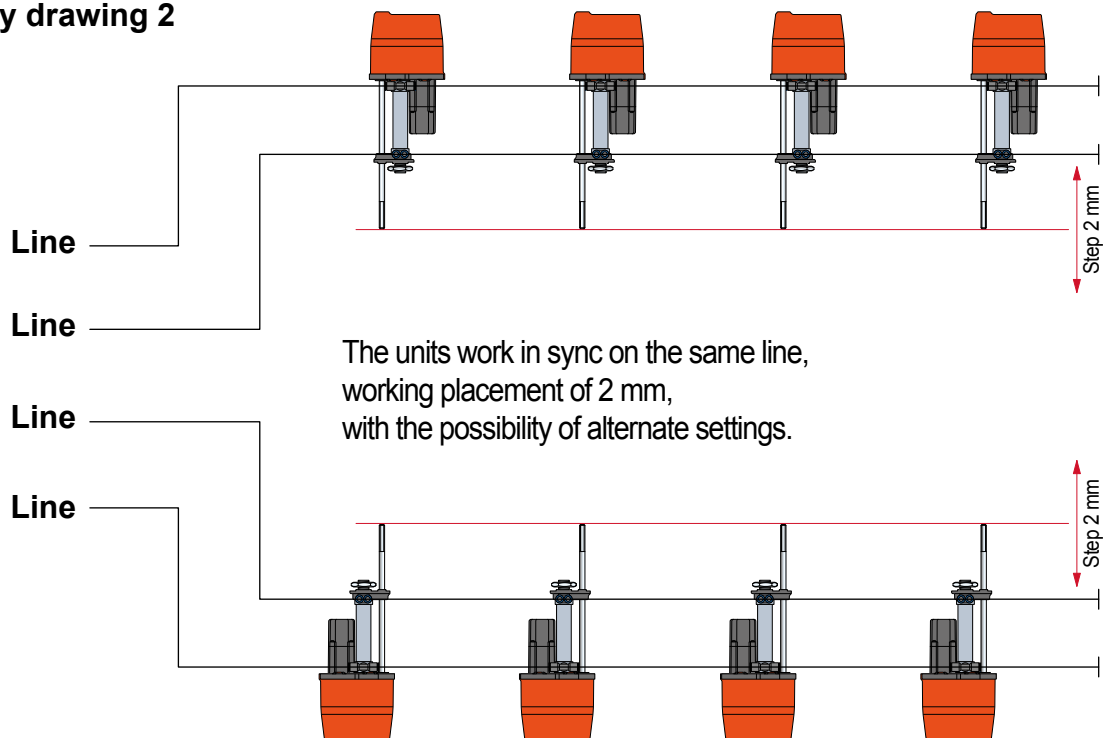 y drawing 2
Line
Line
Line
Line
Step 2 mm
The units work in sync on the same line,
working placement of 2 mm,
with the possibility of alternate settings.
Step 2 mm